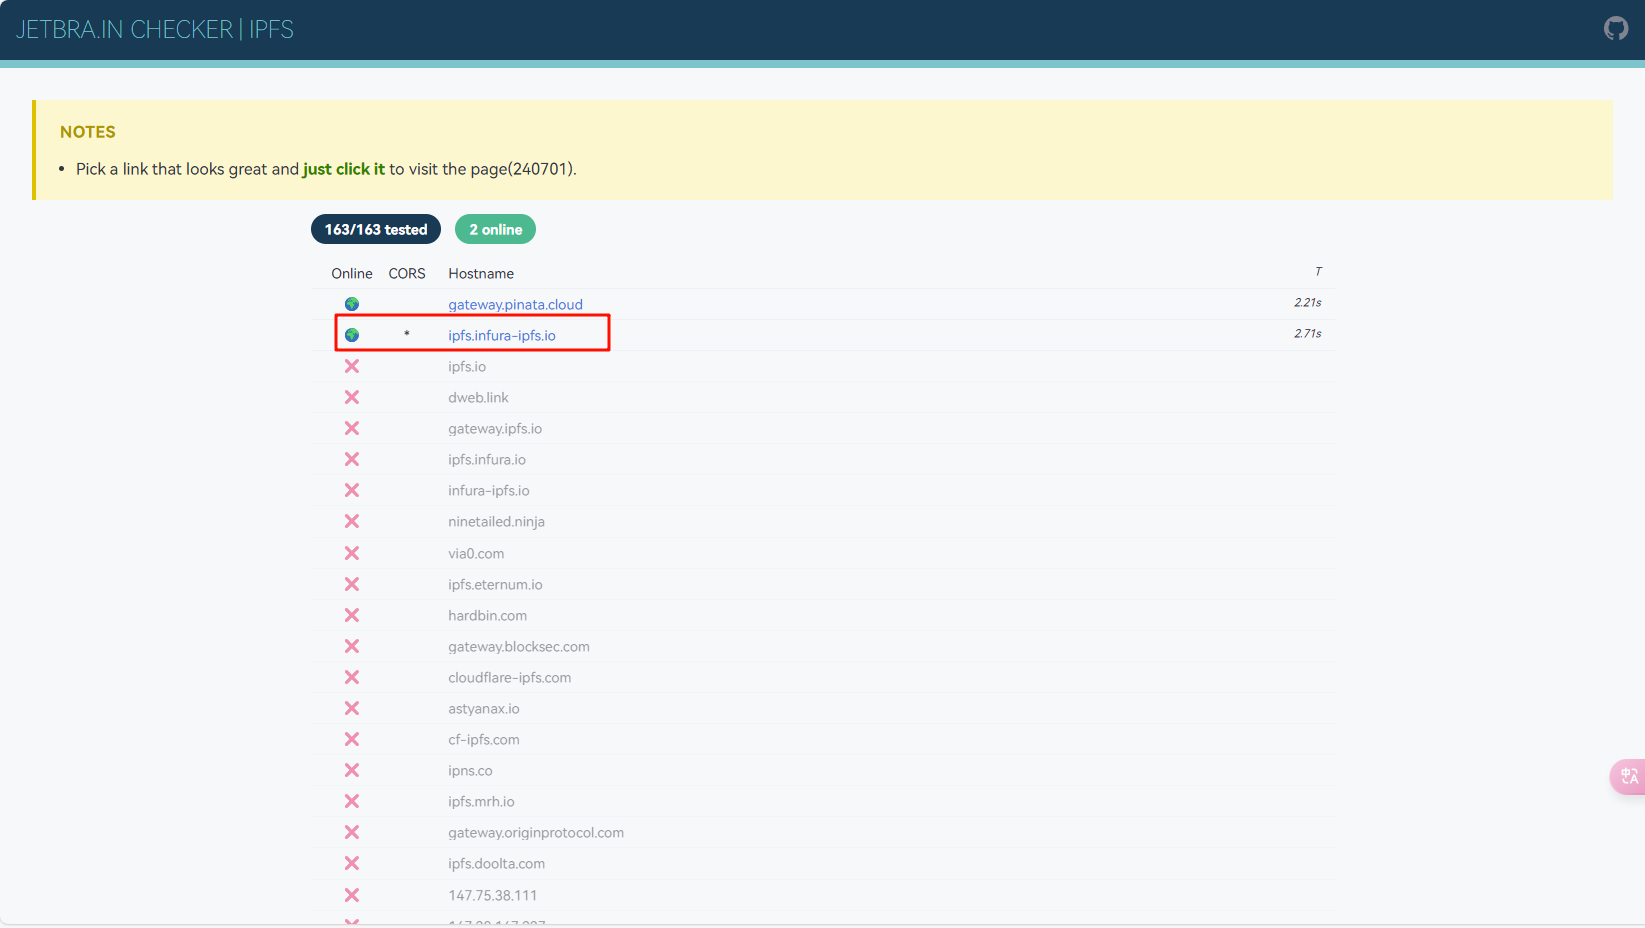 JETBRA.IN CHECKER | IPFS
NOTES
• Pick a link that looks great and just click it to visit the page(240701).
163/163 tested 2 online
Online CORS Hostname T
gateway.pinata.cloud 2.21s
* ipfs.infura-ipfs.io 2.71s
ipfs.io
dweb.link
gateway.ipfs.io
ipfs.infura.io
infura-ipfs.io
ninetailed.ninja
via0.com
ipfs.eternum.io
hardbin.com
gateway.blocksec.com
cloudflare-ipfs.com
astyanax.io
cf-ipfs.com
ipns.co
ipfs.mrh.io
gateway.originprotocol.com
ipfs.doolta.com
147.75.38.111